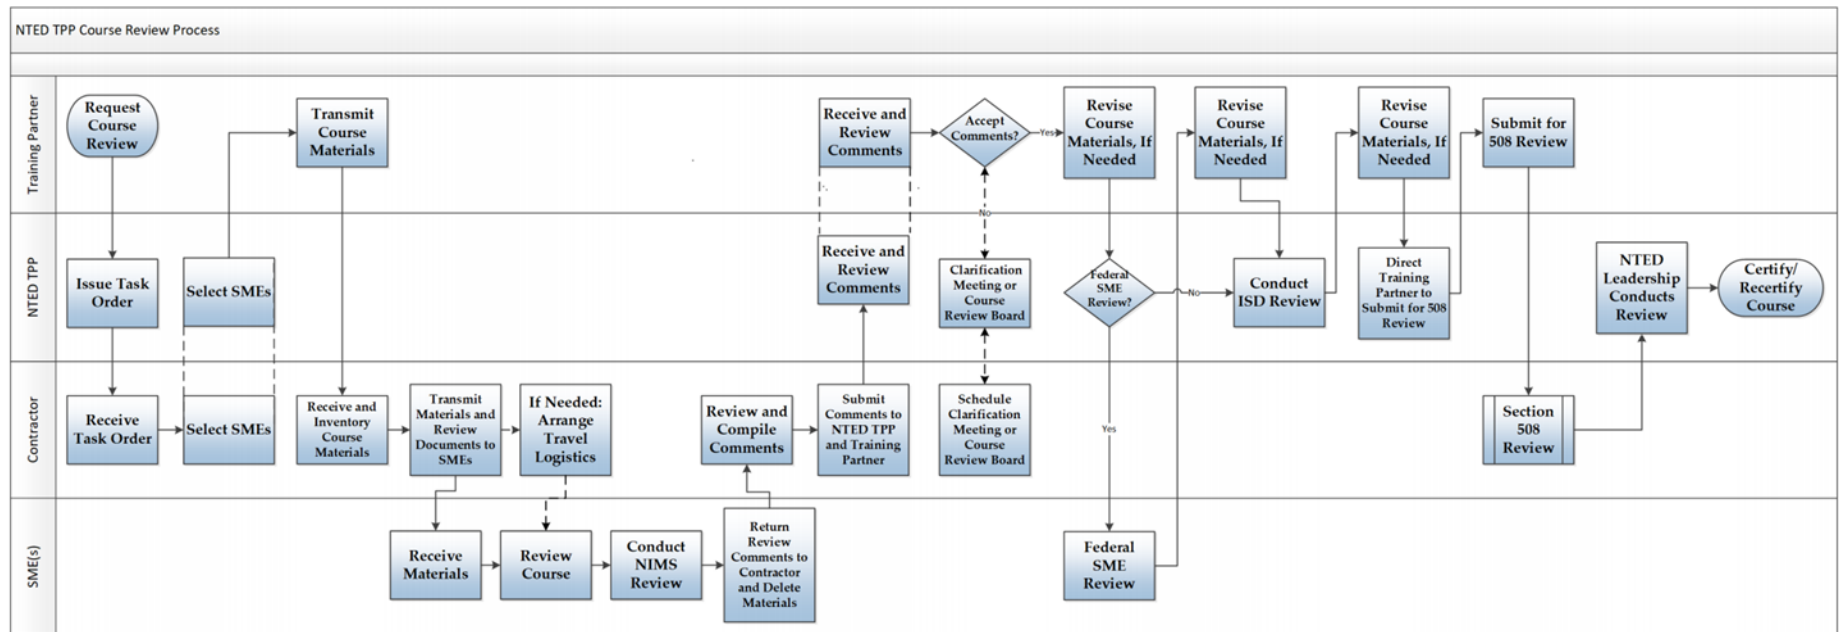 NTED TPP Course Review Process
Training Partner
Request
Course
Review
Transmit
Course
Materials
Receive and
Review
Comments
Accept
Comments?
Yes
Revise
Course
Materials, If
Needed
Revise
Course
Materials, If
Needed
Revise
Course
Materials, If
Needed
Submit for
508 Review
No
NTED TPP
Issue Task
Order
Select SMEs
Receive and
Review
Comments
Clarification
Meeting or
Course
Review Board
Federal
SME
Review?
No
Conduct
ISD Review
Direct
Training
Partner to
Submit for 508
Review
NTED
Leadership
Conducts
Review
Certify/
Recertify
Course
Contractor
Receive
Task Order
Select SMEs
Receive and
Inventory
Course
Materials
Transmit
Materials and
Review
Documents to
SMEs
If Needed:
Arrange
Travel
Logistics
Review and
Compile
Comments
Submit
Comments to
NTED TPP
and Training
Partner
Schedule
Clarification
Meeting or
Course
Review Board
Yes
Section
508
Review
SME(s)
Receive
Materials
Review
Course
Conduct
NIMS
Review
Return
Review
Comments to
Contractor
and Delete
Materials
Federal
SME
Review